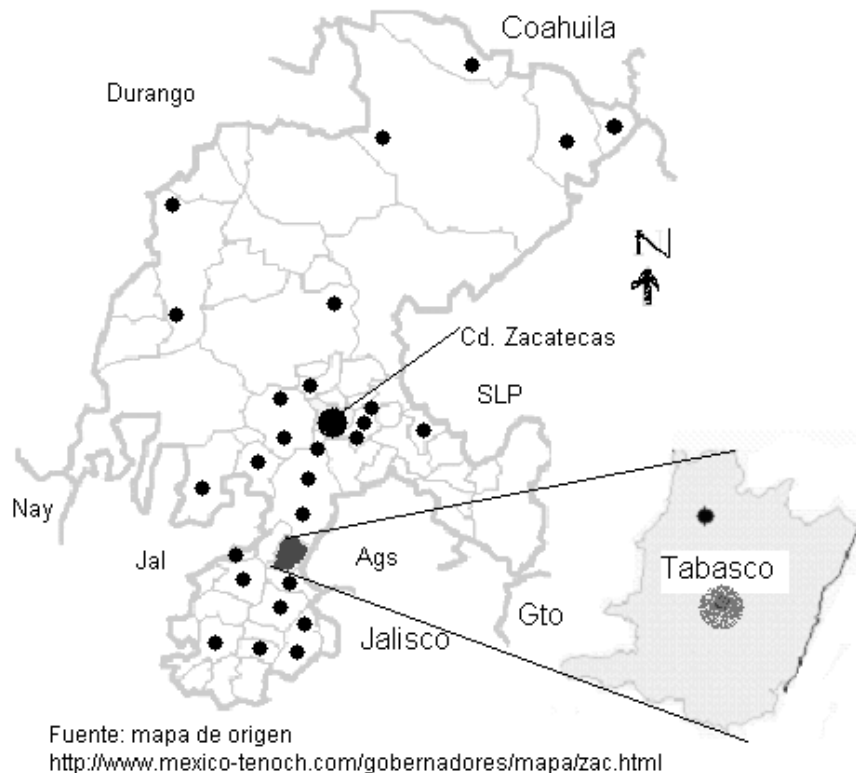 Coahuila
Durango
N
Cd. Zacatecas
SLP
Nay
Jal
Ags
Tabasco
Gto
Jalisco
Fuente: mapa de origen
http://www.mexico-tenoch.com/gobernadores/mapa/zac.html